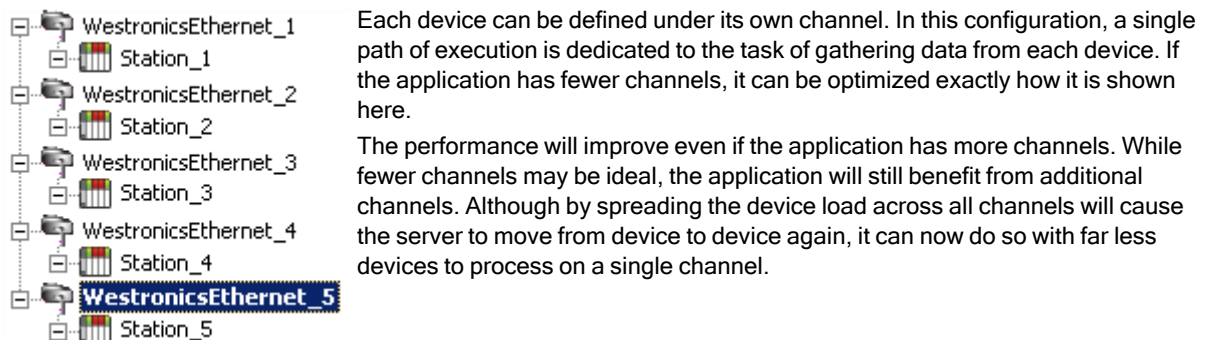 WestronicsEthernet_1
Station_1
WestronicsEthernet_2
Station_2
WestronicsEthernet_3
Station_3
WestronicsEthernet_4
Station_4
WestronicsEthernet_5
Station_5
Each device can be defined under its own channel. In this configuration, a single
path of execution is dedicated to the task of gathering data from each device. If
the application has fewer channels, it can be optimized exactly how it is shown
here.
The performance will improve even if the application has more channels. While
fewer channels may be ideal, the application will still benefit from additional
channels. Although by spreading the device load across all channels will cause
the server to move from device to device again, it can now do so with far less
devices to process on a single channel.